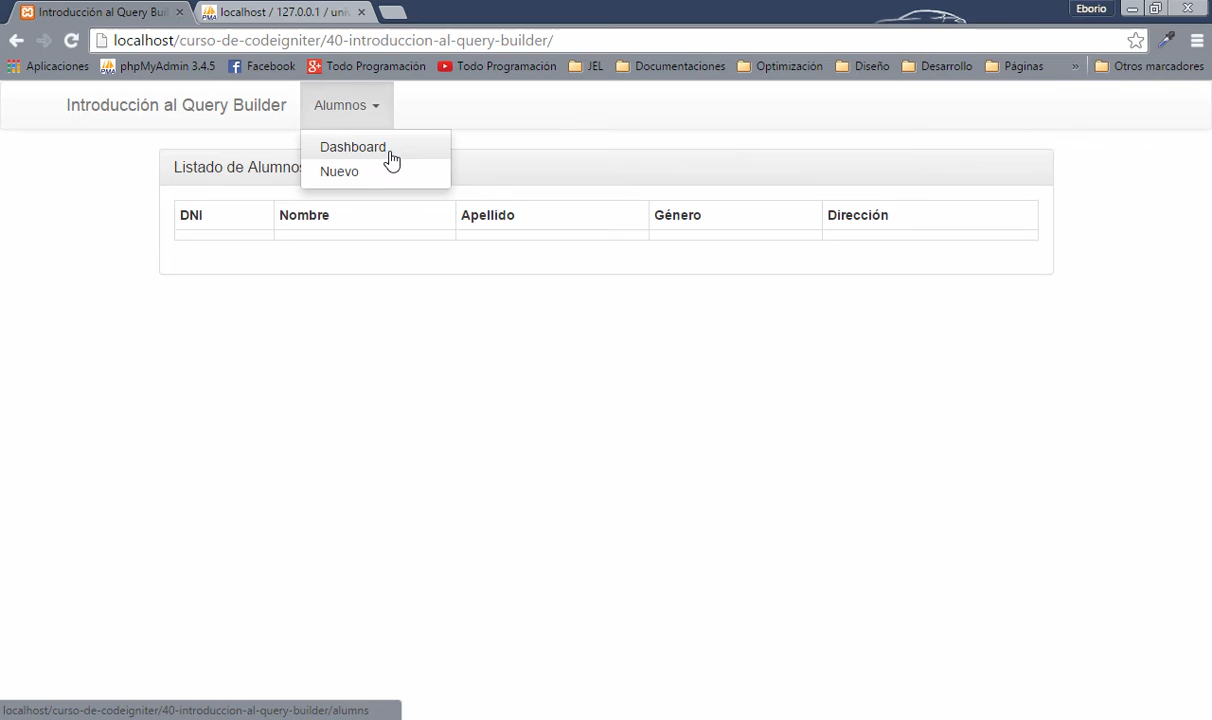 Introducción al Query Buil
localhost / 127.0.0.1 / uni
Eborio
localhost/curso-de-codeigniter/40-introduccion-al-query-builder/
Aplicaciones phpMyAdmin 3.4.5 Facebook Todo Programación Todo Programación JEL Documentaciones Optimización Diseño Desarrollo Páginas » Otros marcadores
Introducción al Query Builder Alumnos
Dashboard
Nuevo
Listado de Alumnos
DNI Nombre Apellido Género Dirección
localhost/curso-de-codeigniter/40-introduccion-al-query-builder/alumns